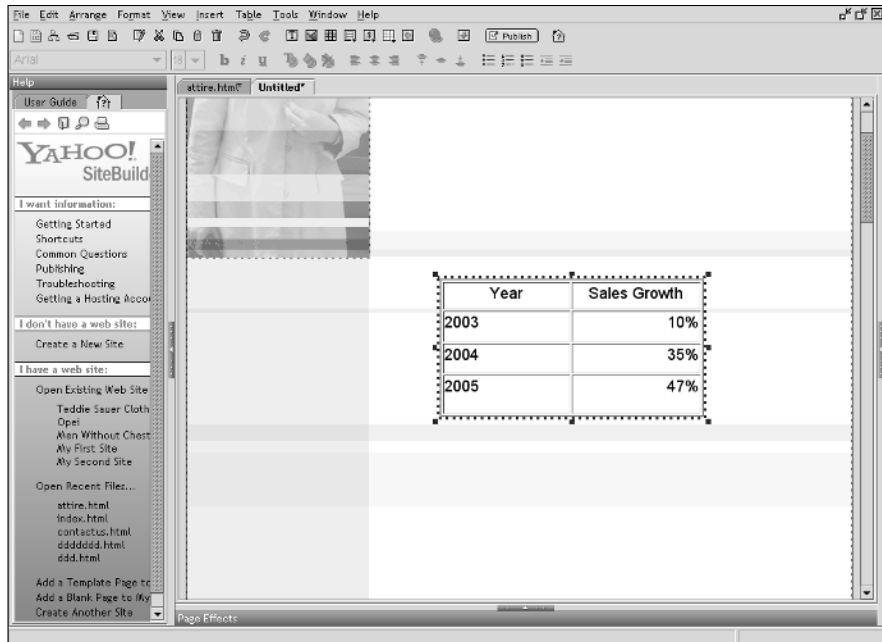 File Edit Arrange Format View Insert Table Tools Window Help
Publish
Arial 18 b i u
Help
User Guide
attire.html* Untitled*
YAHOO!
SiteBuild
I want information:
Getting Started
Shortcuts
Common Questions
Publishing
Troubleshooting
Getting a Hosting Accou
I don't have a web site:
Create a New Site
I have a web site:
Open Existing Web Site
Teddie Sauer Cloth
Opei
Men Without Chest
My First Site
My Second Site
Open Recent Files...
attire.html
index.html
contactus.html
ddddddd.html
ddd.html
Add a Template Page to
Add a Blank Page to My
Create Another Site
Year Sales Growth
2003 10%
2004 35%
2005 47%
Page Effects